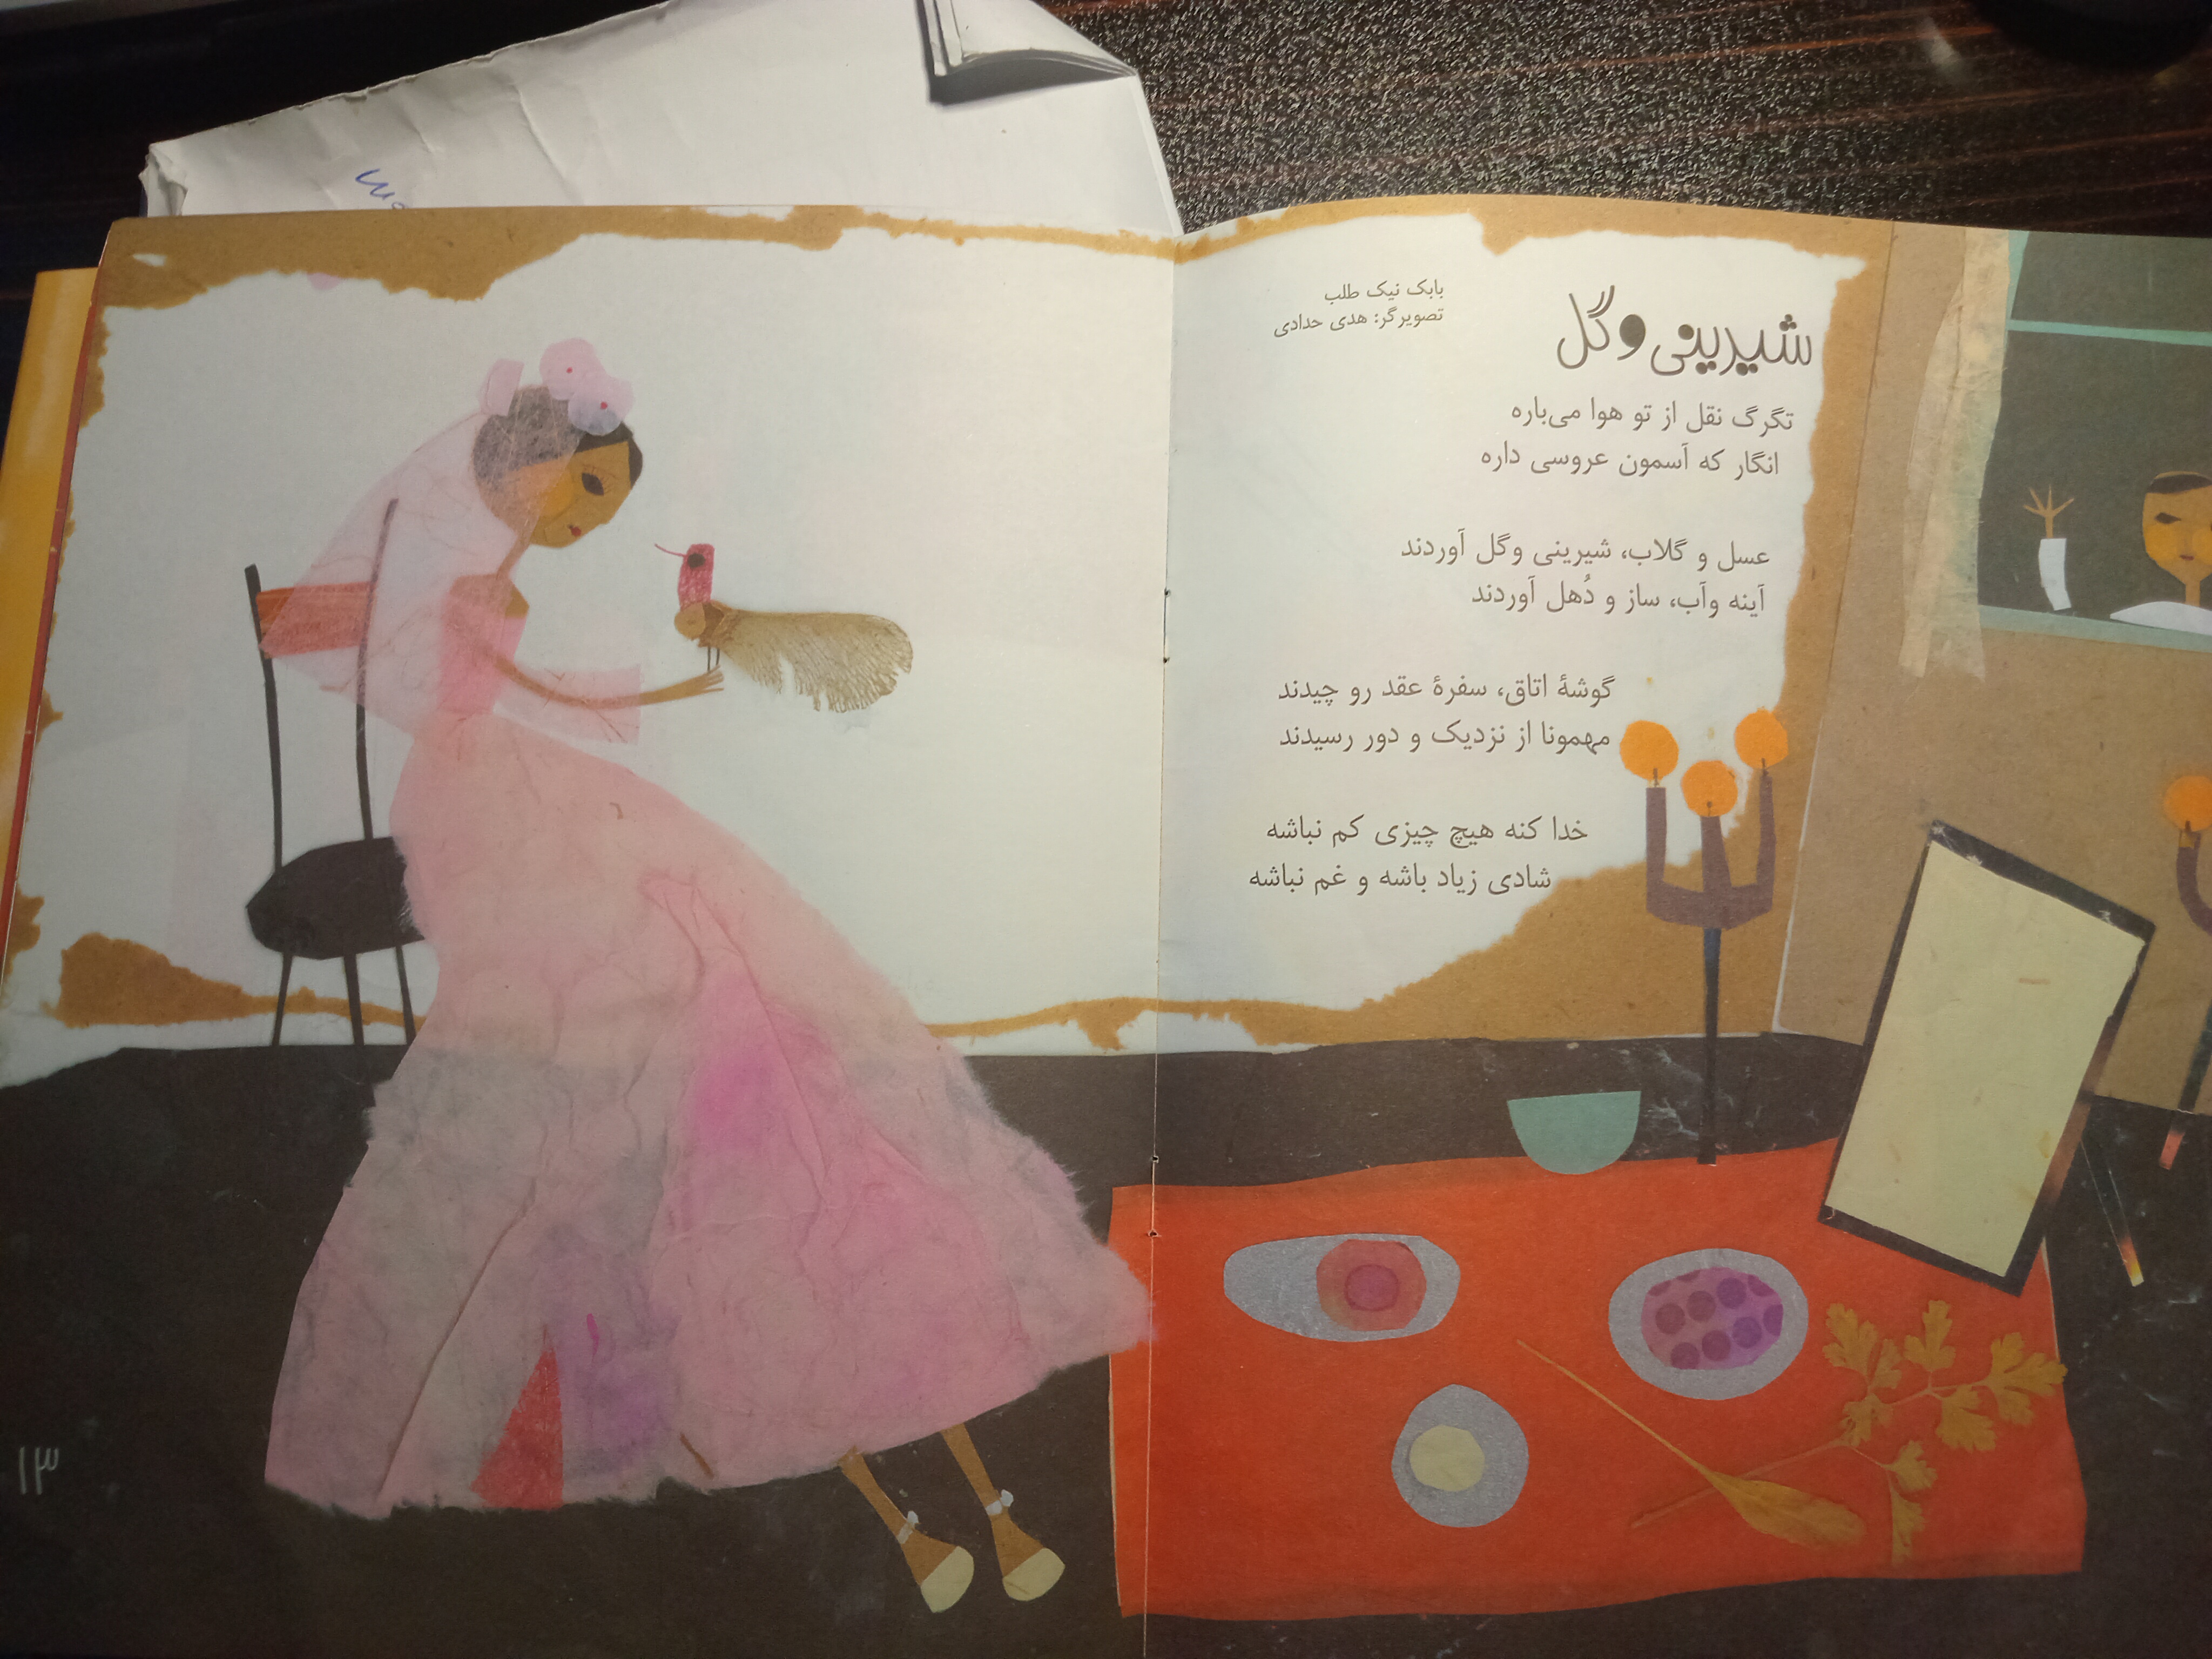 شیرینی و گل
بابک نیک طلب
تصویرگر: هدی حدادی
تگرگ نقل از تو هوا می‌باره
انگار که آسمون عروسی داره
عسل و گلاب، شیرینی وگل آوردند
آینه وآب، ساز و دُهل آوردند
گوشهٔ اتاق، سفرهٔ عقد رو چیدند
مهمونا از نزدیک و دور رسیدند
خدا کنه هیچ چیزی کم نباشه
شادی زیاد باشه و غم نباشه
۱۳